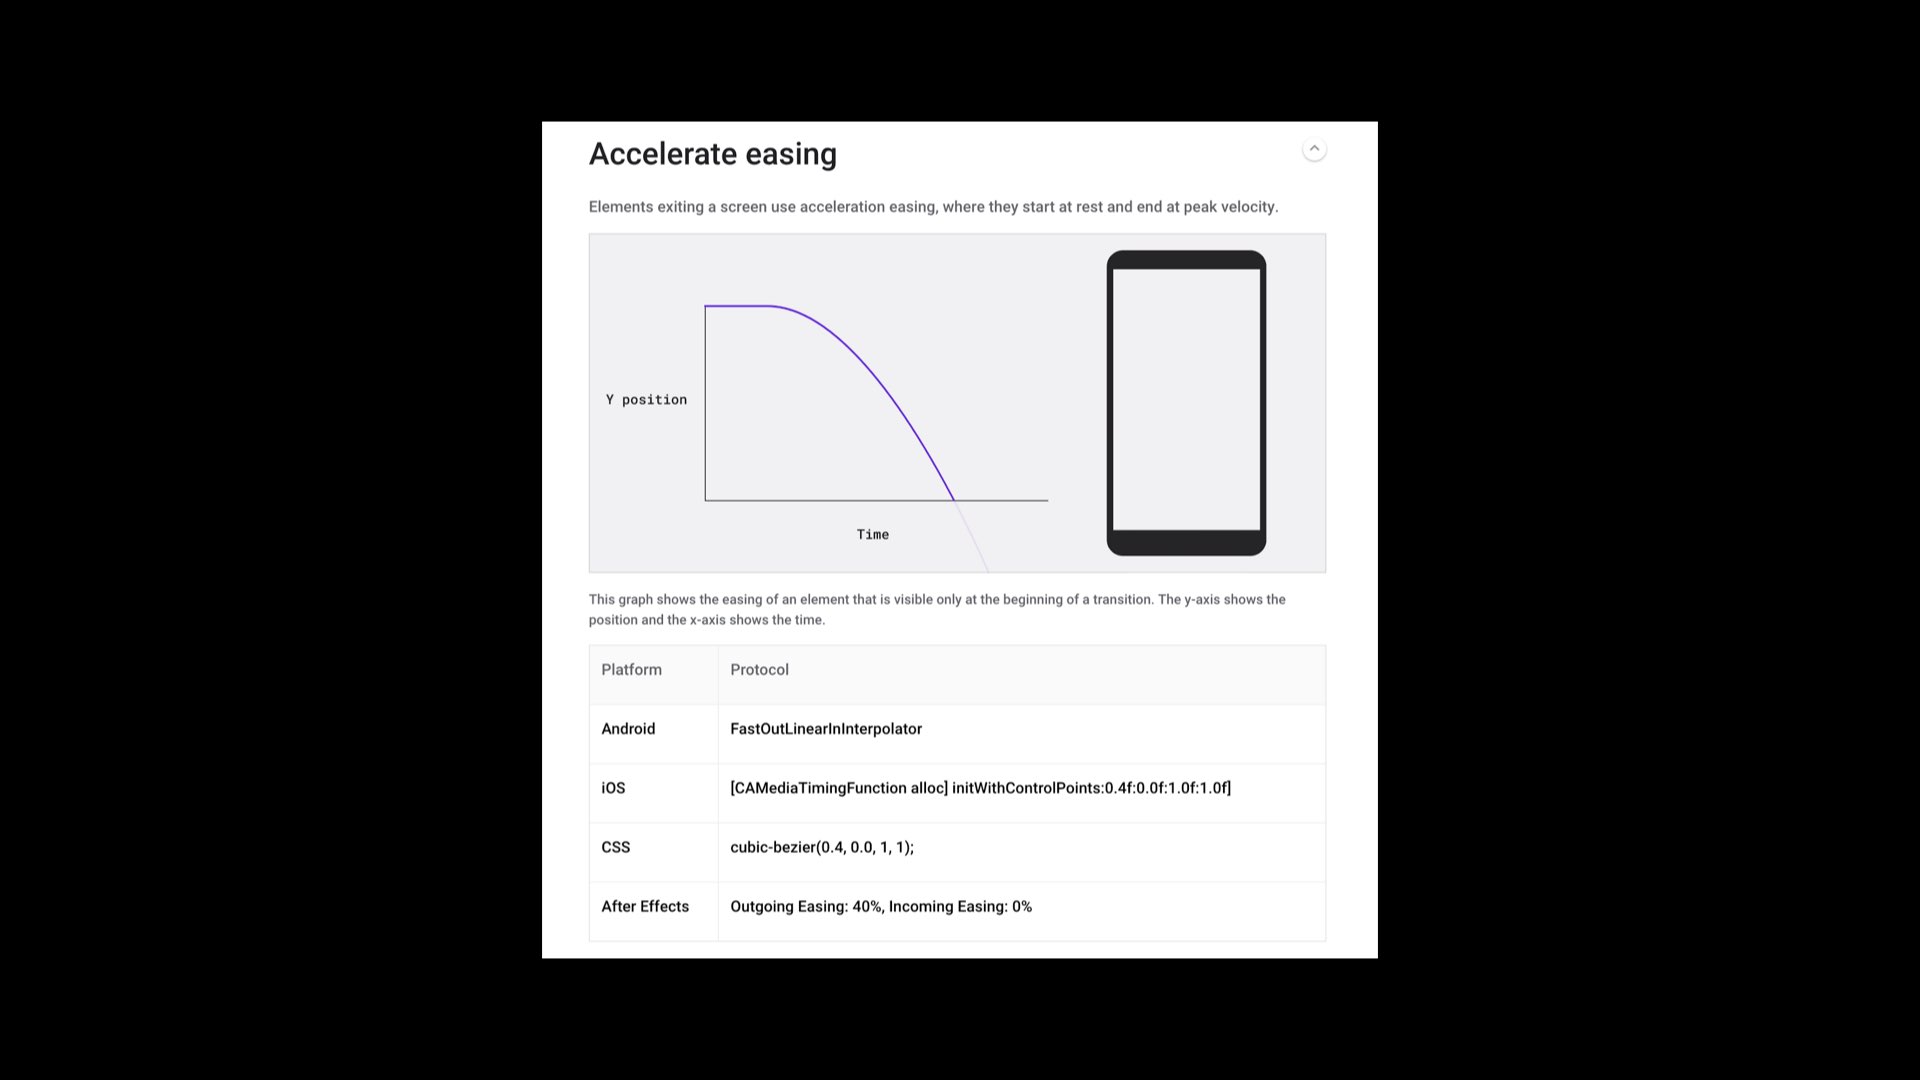 Accelerate easing
Elements exiting a screen use acceleration easing, where they start at rest and end at peak velocity.
Y position
Time
This graph shows the easing of an element that is visible only at the beginning of a transition. The y-axis shows the
position and the x-axis shows the time.
Platform Protocol
Android FastOutLinearInInterpolator
iOS [CAMediaTimingFunction alloc] initWithControlPoints:0.4f:0.0f:1.0f:1.0f]
CSS cubic-bezier(0.4, 0.0, 1, 1);
After Effects Outgoing Easing: 40%, Incoming Easing: 0%